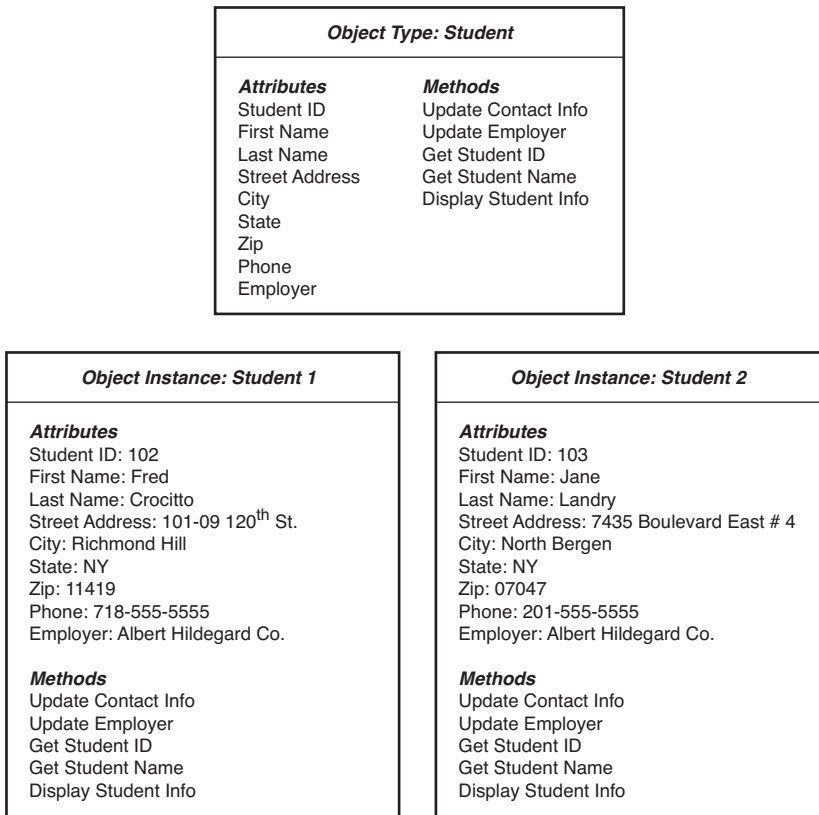 Object Type: Student
Attributes
Student ID
First Name
Last Name
Street Address
City
State
Zip
Phone
Employer
Methods
Update Contact Info
Update Employer
Get Student ID
Get Student Name
Display Student Info
Object Instance: Student 1
Attributes
Student ID: 102
First Name: Fred
Last Name: Crocitto
Street Address: 101-09 120th St.
City: Richmond Hill
State: NY
Zip: 11419
Phone: 718-555-5555
Employer: Albert Hildegard Co.
Methods
Update Contact Info
Update Employer
Get Student ID
Get Student Name
Display Student Info
Object Instance: Student 2
Attributes
Student ID: 103
First Name: Jane
Last Name: Landry
Street Address: 7435 Boulevard East # 4
City: North Bergen
State: NY
Zip: 07047
Phone: 201-555-5555
Employer: Albert Hildegard Co.
Methods
Update Contact Info
Update Employer
Get Student ID
Get Student Name
Display Student Info